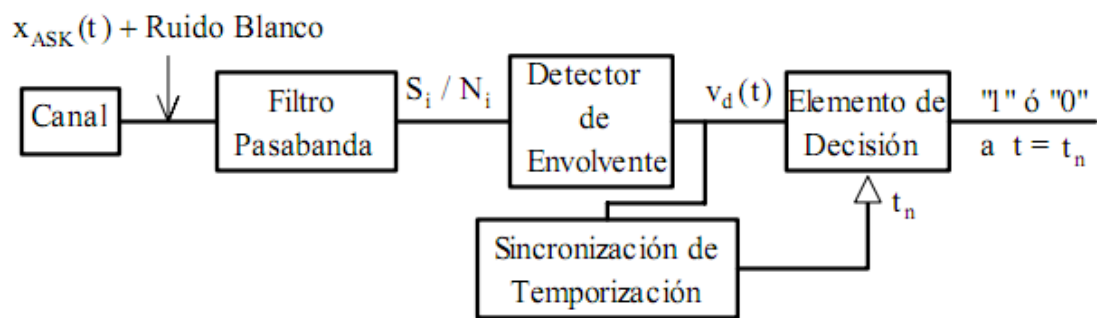 x_ASK(t) + Ruido Blanco
Canal
Filtro
Pasabanda
S_i / N_i
Detector
de
Envolvente
v_d(t)
Elemento de
Decisión
"1" ó "0"
a t = t_n
t_n
Sincronización de
Temporización